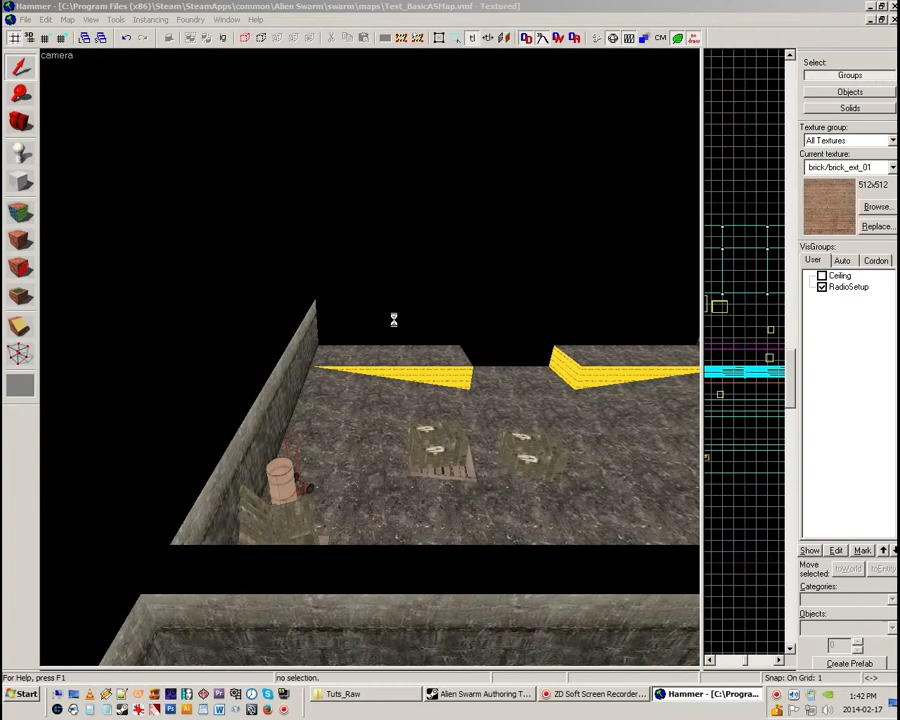 Hammer - [C:\Program Files (x86)\Steam\SteamApps\common\Alien Swarm\swarm\maps\Test_BasicASMap.vmf - Textured]
File Edit Map View Tools Instancing Foundry Window Help
camera
Select:
Groups
Objects
Solids
Texture group:
All Textures
Current texture:
brick/brick_ext_01
512x512
Browse...
Replace...
VisGroups:
User Auto Cordon
Ceiling
RadioSetup
Show Edit Mark
Move selected:
toWorld toEntity
Categories:
Objects:
0
Create Prefab
For Help, press F1 no selection. Snap: On Grid: 1 <->
Start Tuts_Raw Alien Swarm Authoring T... ZD Soft Screen Recorder... Hammer - [C:\Progra... 1:42 PM
2014-02-17